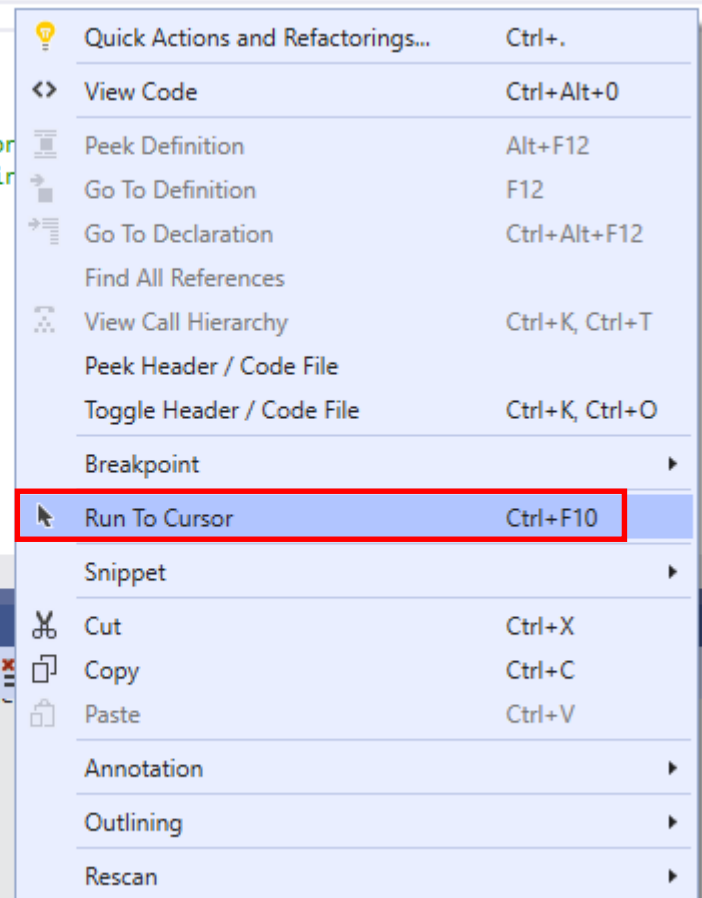 Quick Actions and Refactorings... Ctrl+.
View Code Ctrl+Alt+0
Peek Definition Alt+F12
Go To Definition F12
Go To Declaration Ctrl+Alt+F12
Find All References
View Call Hierarchy Ctrl+K, Ctrl+T
Peek Header / Code File
Toggle Header / Code File Ctrl+K, Ctrl+O
Breakpoint
Run To Cursor Ctrl+F10
Snippet
Cut Ctrl+X
Copy Ctrl+C
Paste Ctrl+V
Annotation
Outlining
Rescan